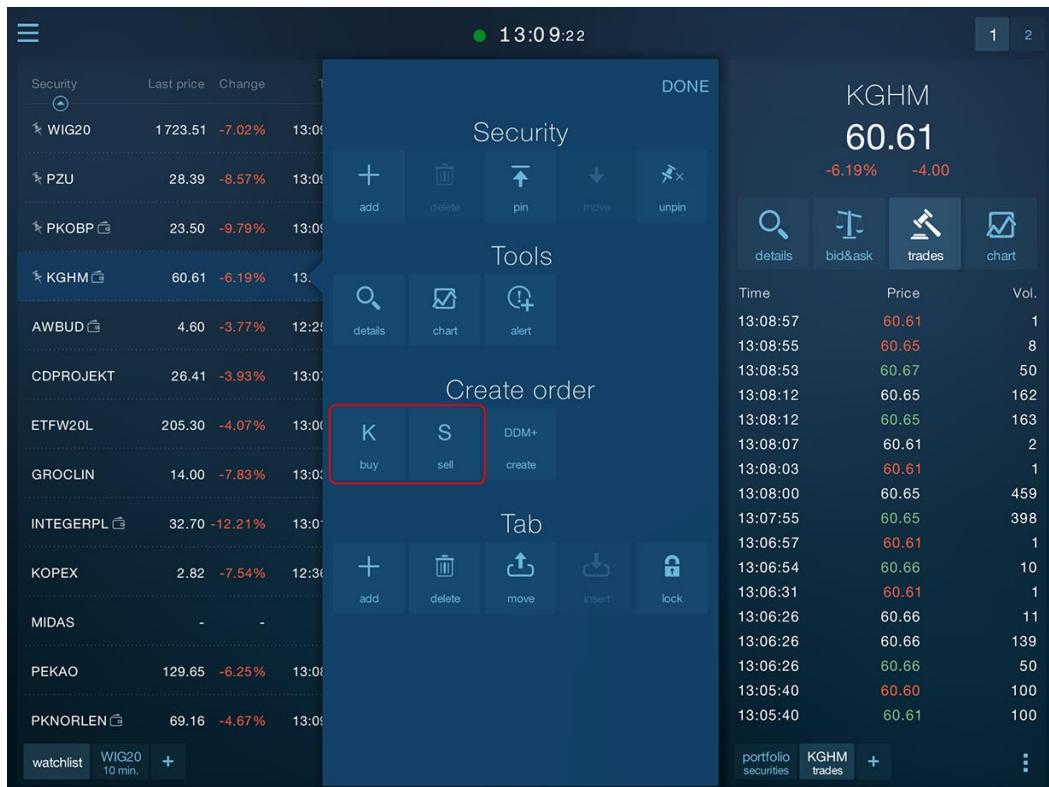 13:09:22
1 2
Security Last price Change
WIG20 1723.51 -7.02% 13:09
PZU 28.39 -8.57% 13:09
PKOBP 23.50 -9.79% 13:09
KGHM 60.61 -6.19% 13.
AWBUD 4.60 -3.77% 12:25
CDPROJEKT 26.41 -3.93% 13:07
ETFW20L 205.30 -4.07% 13:00
GROCLIN 14.00 -7.83% 13:03
INTEGERPL 32.70 -12.21% 13:01
KOPEX 2.82 -7.54% 12:36
MIDAS - -
PEKAO 129.65 -6.25% 13:08
PKNORLEN 69.16 -4.67% 13:09
watchlist
WIG20
10 min.
+
DONE
Security
add delete pin move unpin
Tools
details chart alert
Create order
K S DDM+
buy sell create
Tab
add delete move insert lock
KGHM
60.61
-6.19% -4.00
details bid&ask trades chart
Time Price Vol.
13:08:57 60.61 1
13:08:55 60.65 8
13:08:53 60.67 50
13:08:12 60.65 162
13:08:12 60.65 163
13:08:07 60.61 2
13:08:03 60.61 1
13:08:00 60.65 459
13:07:55 60.65 398
13:06:57 60.61 1
13:06:54 60.66 10
13:06:31 60.61 1
13:06:26 60.66 11
13:06:26 60.66 139
13:06:26 60.66 50
13:05:40 60.60 100
13:05:40 60.61 100
portfolio
securities
KGHM
trades
+